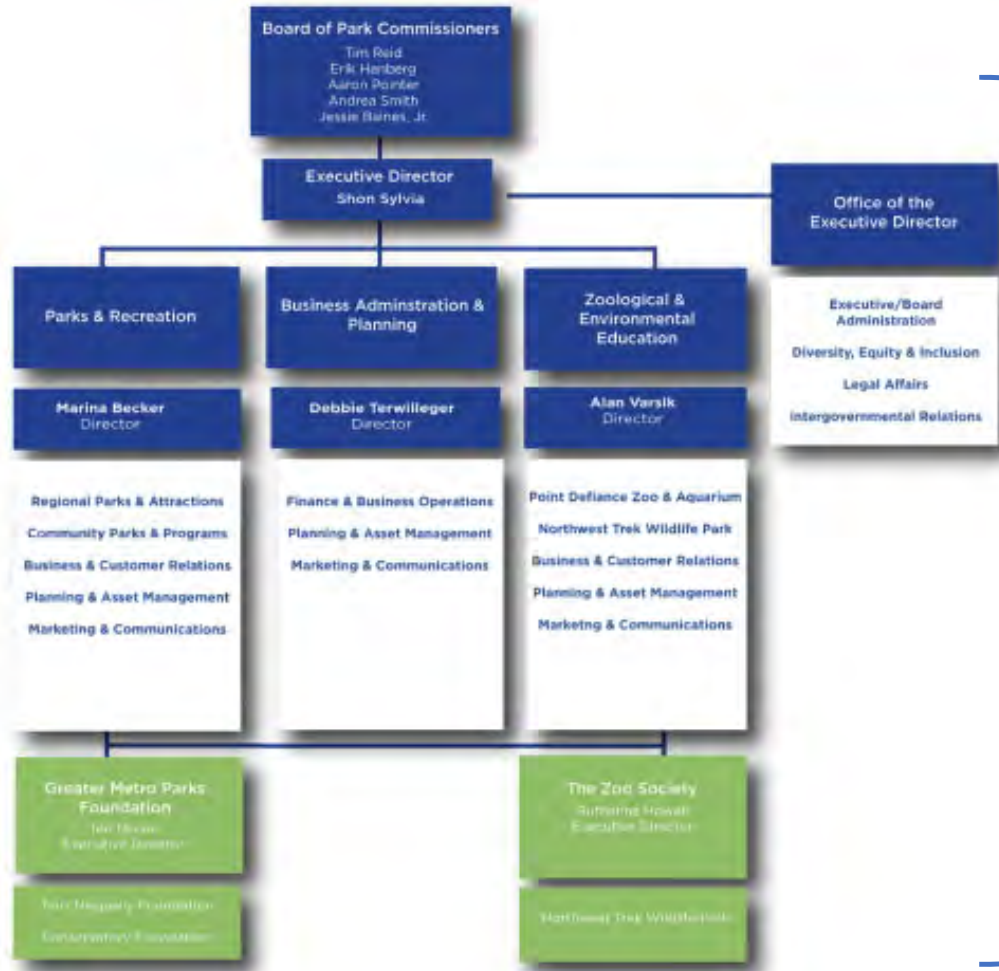 Board of Park Commissioners
Tim Reid
Erik Hanberg
Aaron Pointer
Andrea Smith
Jessie Baines, Jr
Executive Director
Shon Sylvia
Office of the
Executive Director
Executive/Board
Administration
Diversity, Equity & Inclusion
Legal Affairs
Intergovernmental Relations
Parks & Recreation
Marina Becker
Director
Regional Parks & Attractions
Community Parks & Programs
Business & Customer Relations
Planning & Asset Management
Marketing & Communications
Business Adminstration &
Planning
Debbie Terwilleger
Director
Finance & Business Operations
Planning & Asset Management
Marketing & Communications
Zoological &
Environmental
Education
Alan Varsik
Director
Point Defiance Zoo & Aquarium
Northwest Trek Wildlife Park
Business & Customer Relations
Planning & Asset Management
Marketng & Communications
Greater Metro Parks
Foundation
Executive Director
Foundation
Foundation
The Zoo Society
Executive Director
Northwest Trek